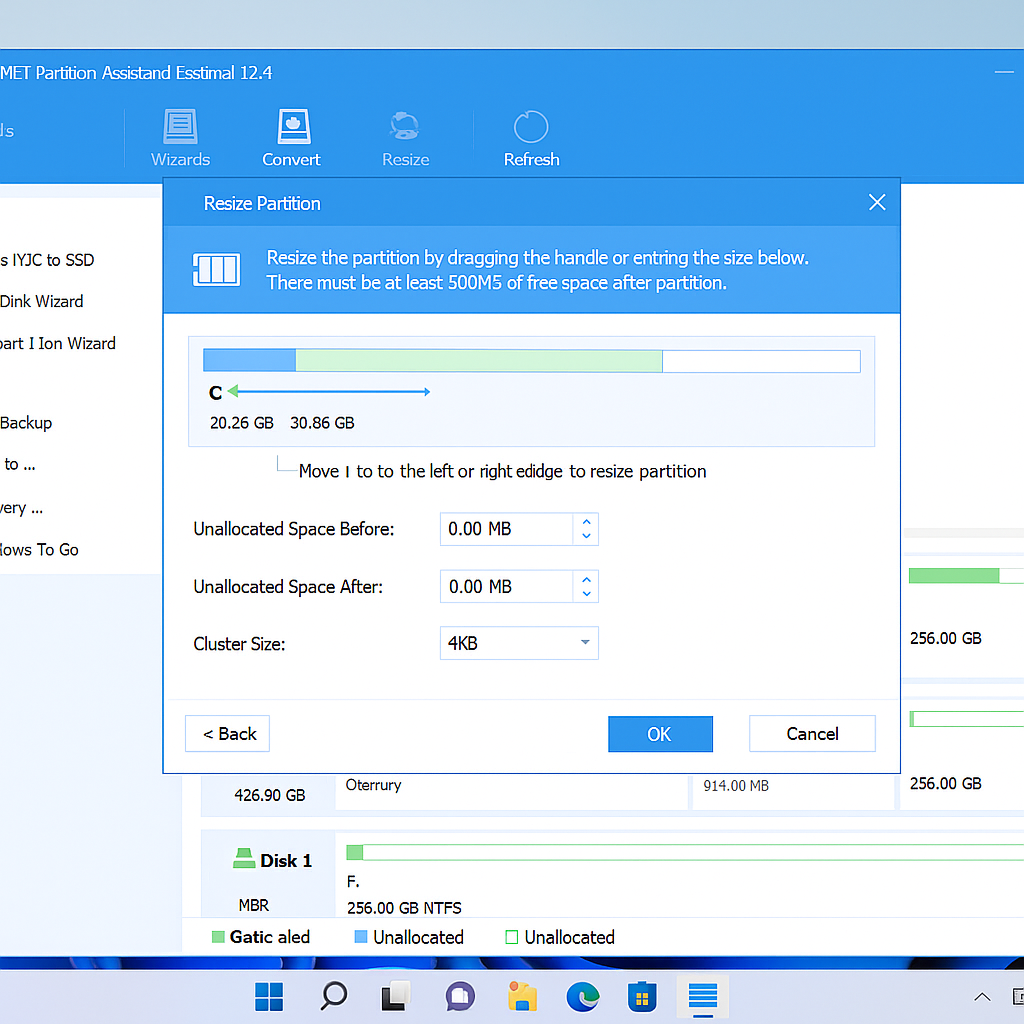 MET Partition Assistand Esstimal 12.4
ds
Wizards
Convert
Resize
Refresh
Resize Partition
Resize the partition by dragging the handle or entring the size below.
There must be at least 500M5 of free space after partition.
s IYJC to SSD
Dink Wizard
part I Ion Wizard
Backup
to ...
very ...
lows To Go
C
20.26 GB 30.86 GB
Move I to to the left or right edidge to resize partition
Unallocated Space Before:
0.00 MB
Unallocated Space After:
0.00 MB
Cluster Size:
4KB
< Back
OK
Cancel
256.00 GB
426.90 GB
Oterrury
914.00 MB
256.00 GB
Disk 1
MBR
F.
256.00 GB NTFS
Gatic aled
Unallocated
Unallocated